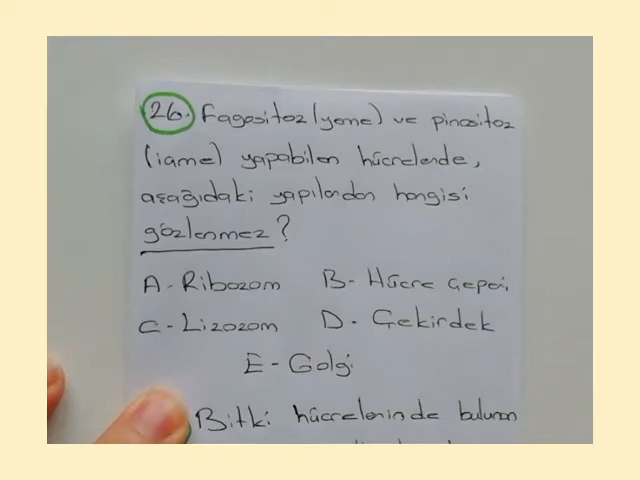 26. Fagositoz (yeme) ve pinositoz
(içme) yapabilen hücrelerde,
aşağıdaki yapılardan hangisi
gözlenmez?
A - Ribozom B - Hücre çeperi
C - Lizozom D - Çekirdek
E - Golgi
Bitki hücrelerinde bulunan